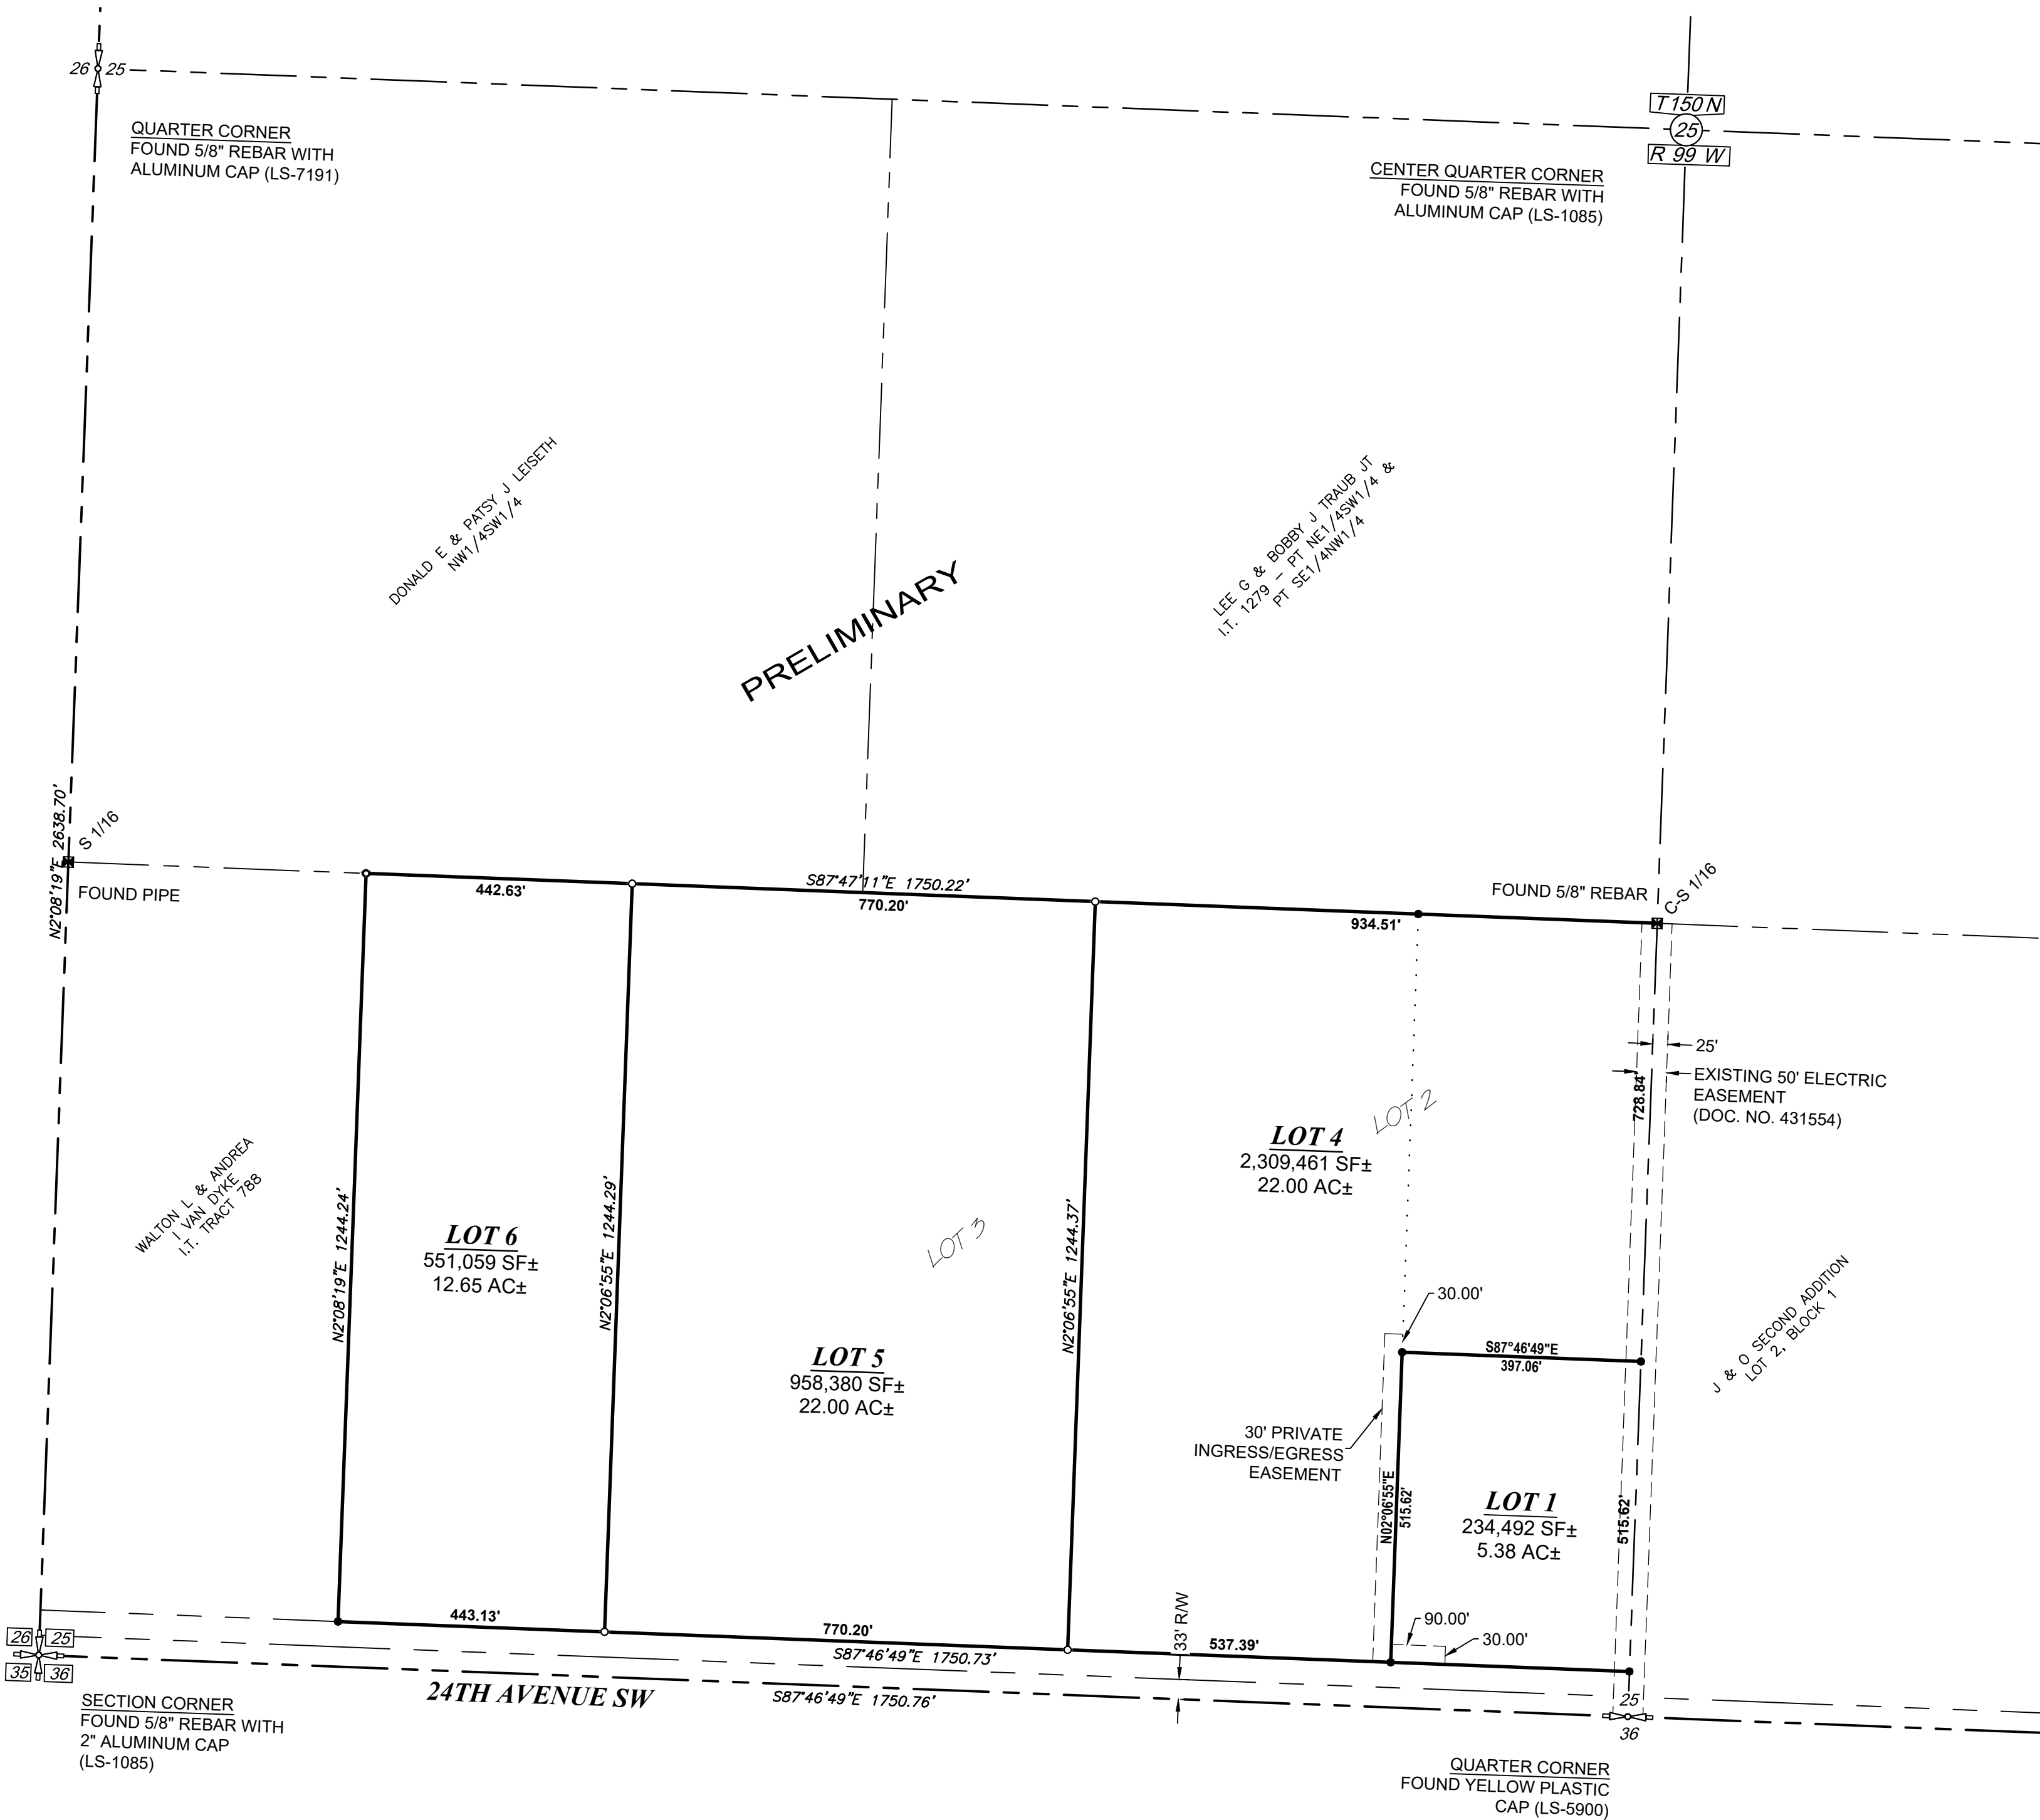 26 25
QUARTER CORNER
FOUND 5/8" REBAR WITH
ALUMINUM CAP (LS-7191)
T 150 N
25
R 99 W
CENTER QUARTER CORNER
FOUND 5/8" REBAR WITH
ALUMINUM CAP (LS-1085)
DONALD E & PATSY J LEISETH
NW1/4SW1/4
LEE G & BOBBY J TRAUB JT
I.T. 1279 - PT NE1/4SW1/4 &
PT SE1/4NW1/4
PRELIMINARY
N2°08'19"E 2638.70'
S 1/16
FOUND PIPE
442.63'
S87°47'11"E 1750.22'
770.20'
934.51'
FOUND 5/8" REBAR
C-S 1/16
25'
EXISTING 50' ELECTRIC
EASEMENT
(DOC. NO. 431554)
728.84'
WALTON L & ANDREA
I VAN DYKE
I.T. TRACT 788
N2°08'19"E 1244.24'
LOT 6
551,059 SF±
12.65 AC±
N2°06'55"E 1244.29'
LOT 3
LOT 5
958,380 SF±
22.00 AC±
N2°06'55"E 1244.37'
LOT 2
LOT 4
2,309,461 SF±
22.00 AC±
30.00'
S87°46'49"E
397.06'
J & O SECOND ADDITION
LOT 2, BLOCK 1
30' PRIVATE
INGRESS/EGRESS
EASEMENT
N02°06'55"E
515.62'
LOT 1
234,492 SF±
5.38 AC±
515.62'
90.00'
30.00'
443.13'
770.20'
S87°46'49"E 1750.73'
33' R/W
537.39'
26 25
35 36
24TH AVENUE SW
S87°46'49"E 1750.76'
25
36
SECTION CORNER
FOUND 5/8" REBAR WITH
2" ALUMINUM CAP
(LS-1085)
QUARTER CORNER
FOUND YELLOW PLASTIC
CAP (LS-5900)